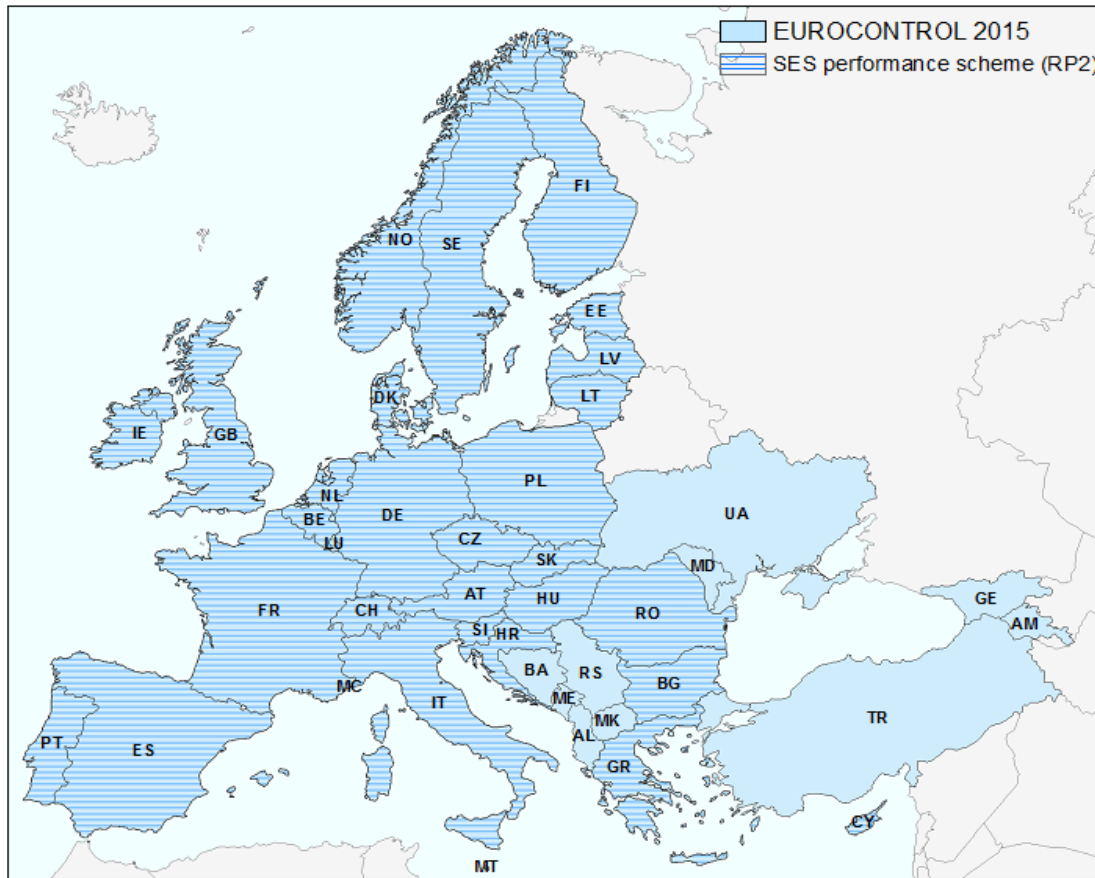 EUROCONTROL 2015
SES performance scheme (RP2)
FI
NO
SE
EE
LV
LT
DK
IE
GB
NL
PL
BE
DE
UA
LU
CZ
SK
MD
AT
HU
FR
CH
RO
GE
AM
SI
HR
BA
RS
BG
MC
IT
ME
MK
TR
PT
ES
AL
GR
CY
MT